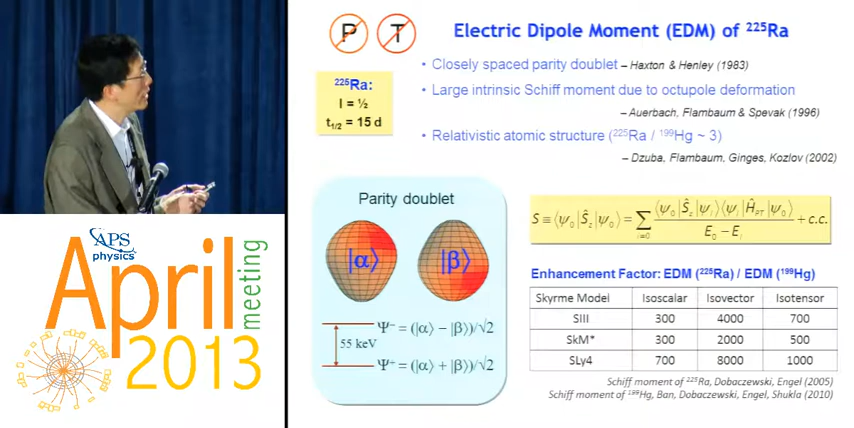 P T
Electric Dipole Moment (EDM) of ²²⁵Ra
• Closely spaced parity doublet – Haxton & Henley (1983)
²²⁵Ra:
I = ½
t₁/₂ = 15 d
• Large intrinsic Schiff moment due to octupole deformation
– Auerbach, Flambaum & Spevak (1996)
• Relativistic atomic structure (²²⁵Ra / ¹⁹⁹Hg ~ 3)
– Dzuba, Flambaum, Ginges, Kozlov (2002)
Parity doublet
|α⟩ |β⟩
Ψ⁻ = (|α⟩ − |β⟩)/√2
55 keV
Ψ⁺ = (|α⟩ + |β⟩)/√2
S ≡ ⟨ψ₀|Ŝ_z|ψ₀⟩ = Σ_{i≠0} ⟨ψ₀|Ŝ_z|ψ_i⟩⟨ψ_i|Ĥ_PT|ψ₀⟩ / (E₀ − E_i) + c.c.
Enhancement Factor: EDM (²²⁵Ra) / EDM (¹⁹⁹Hg)
Skyrme Model Isoscalar Isovector Isotensor
SIII 300 4000 700
SkM* 300 2000 500
SLy4 700 8000 1000
Schiff moment of ²²⁵Ra, Dobaczewski, Engel (2005)
Schiff moment of ¹⁹⁹Hg, Ban, Dobaczewski, Engel, Shukla (2010)
APS
physics
April
meeting
2013